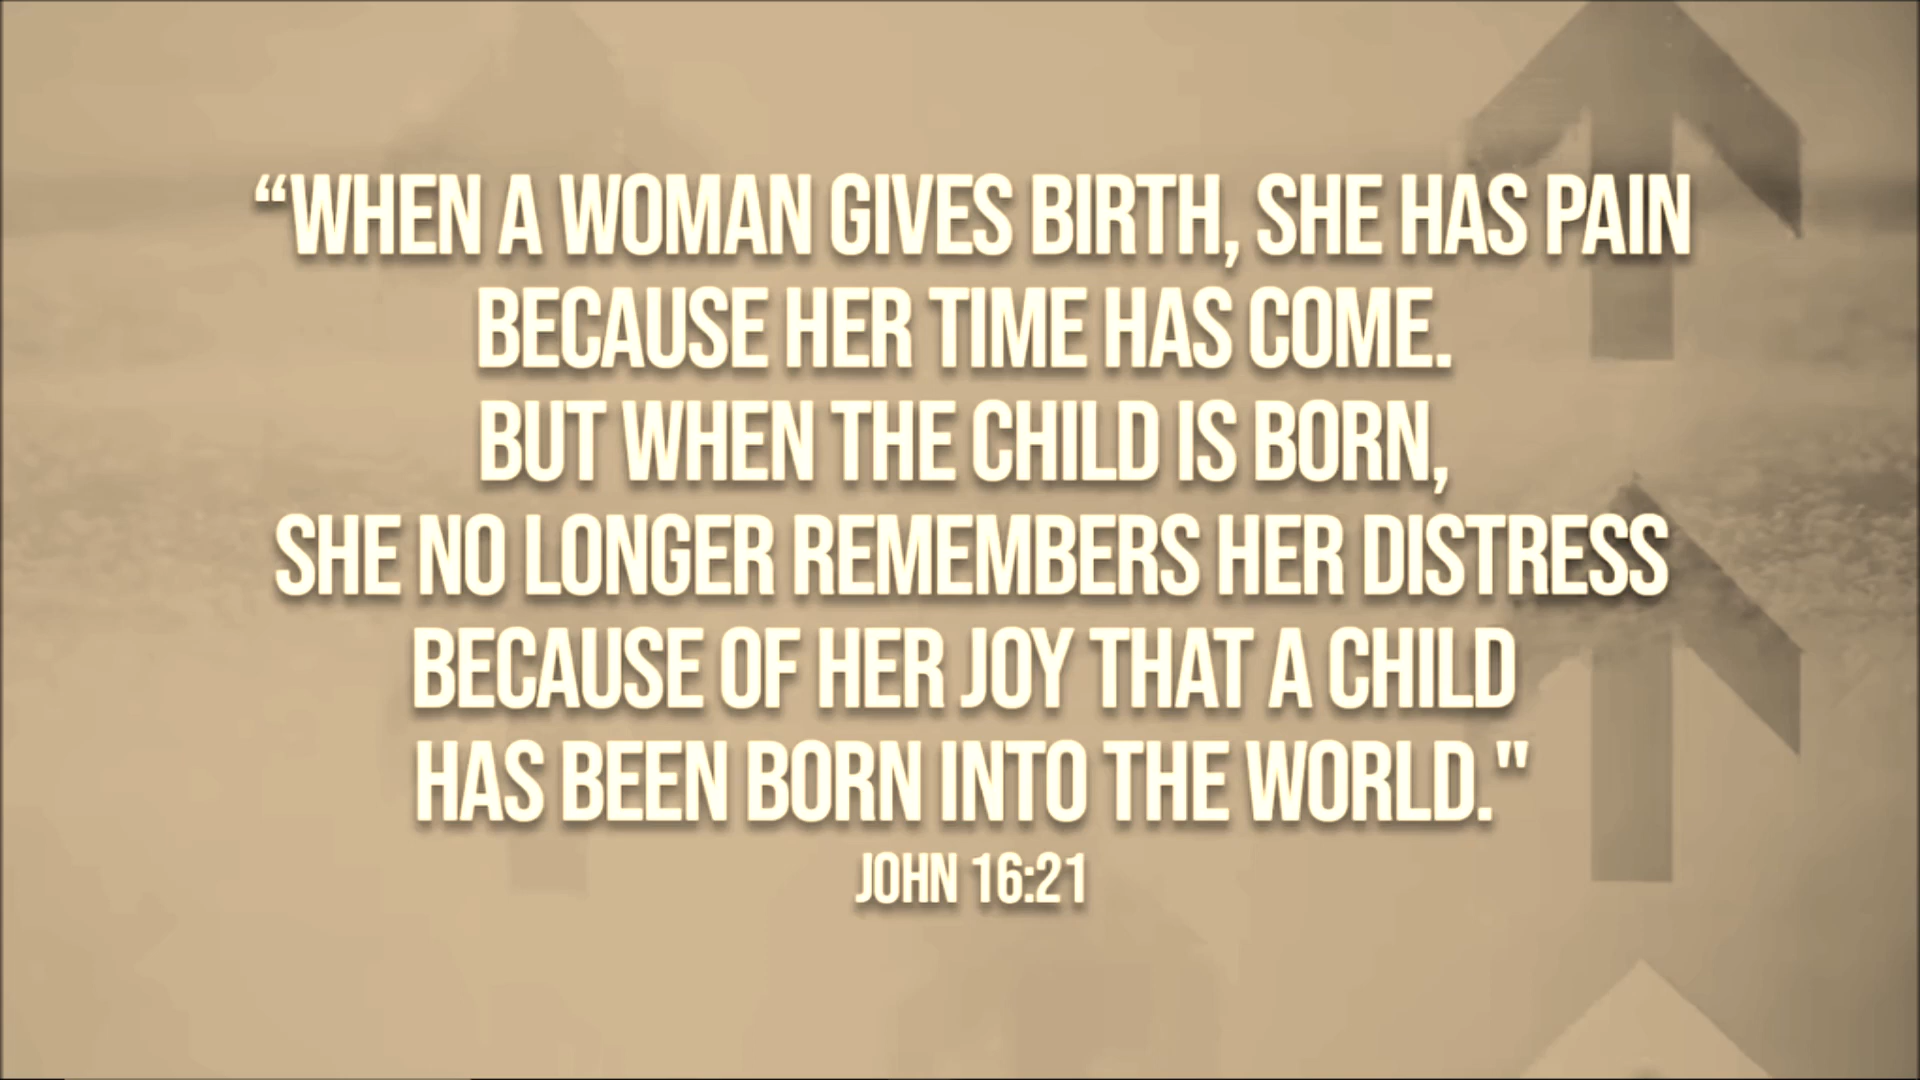 “WHEN A WOMAN GIVES BIRTH, SHE HAS PAIN
BECAUSE HER TIME HAS COME.
BUT WHEN THE CHILD IS BORN,
SHE NO LONGER REMEMBERS HER DISTRESS
BECAUSE OF HER JOY THAT A CHILD
HAS BEEN BORN INTO THE WORLD."
JOHN 16:21